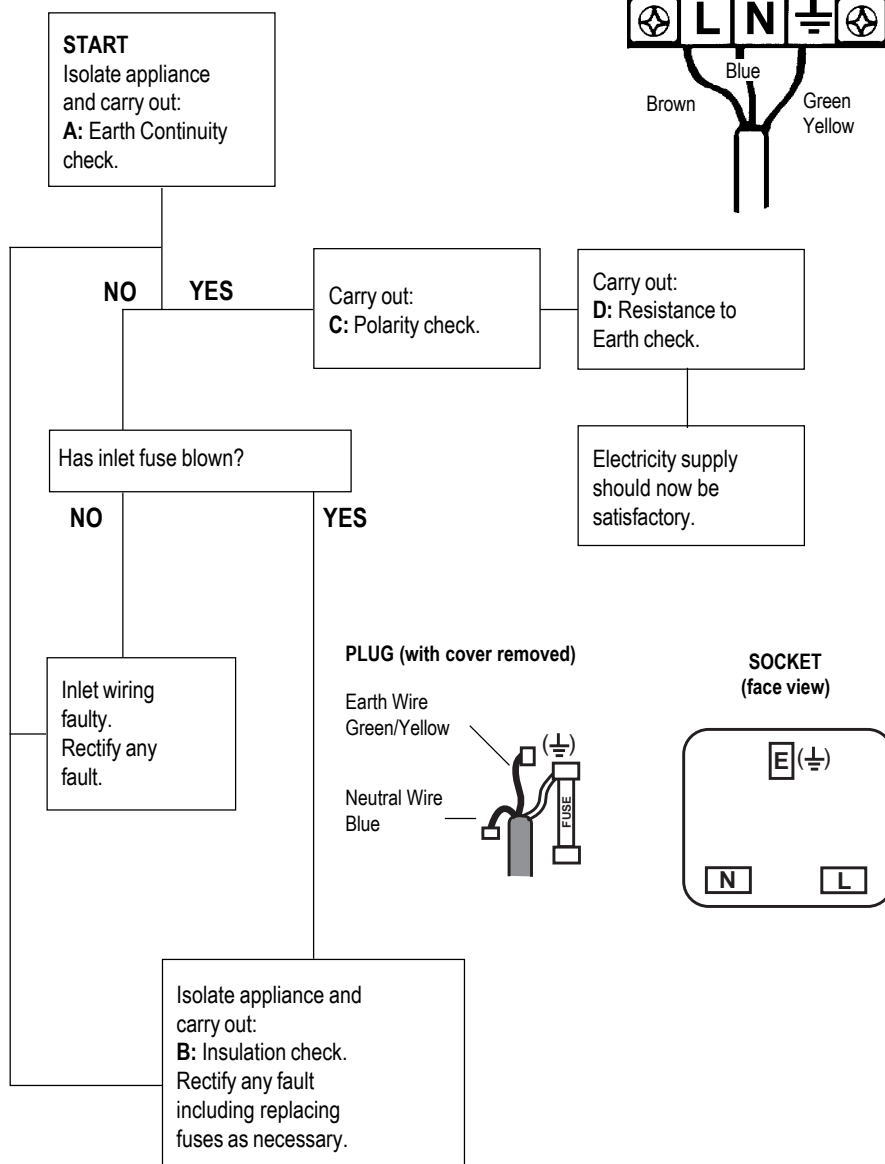 START
Isolate appliance
and carry out:
A: Earth Continuity
check.
L N
Blue
Brown
Green
Yellow
NO YES
Carry out:
C: Polarity check.
Carry out:
D: Resistance to
Earth check.
Has inlet fuse blown?
Electricity supply
should now be
satisfactory.
NO YES
Inlet wiring
faulty.
Rectify any
fault.
PLUG (with cover removed)
Earth Wire
Green/Yellow
Neutral Wire
Blue
FUSE
SOCKET
(face view)
E
N L
Isolate appliance and
carry out:
B: Insulation check.
Rectify any fault
including replacing
fuses as necessary.